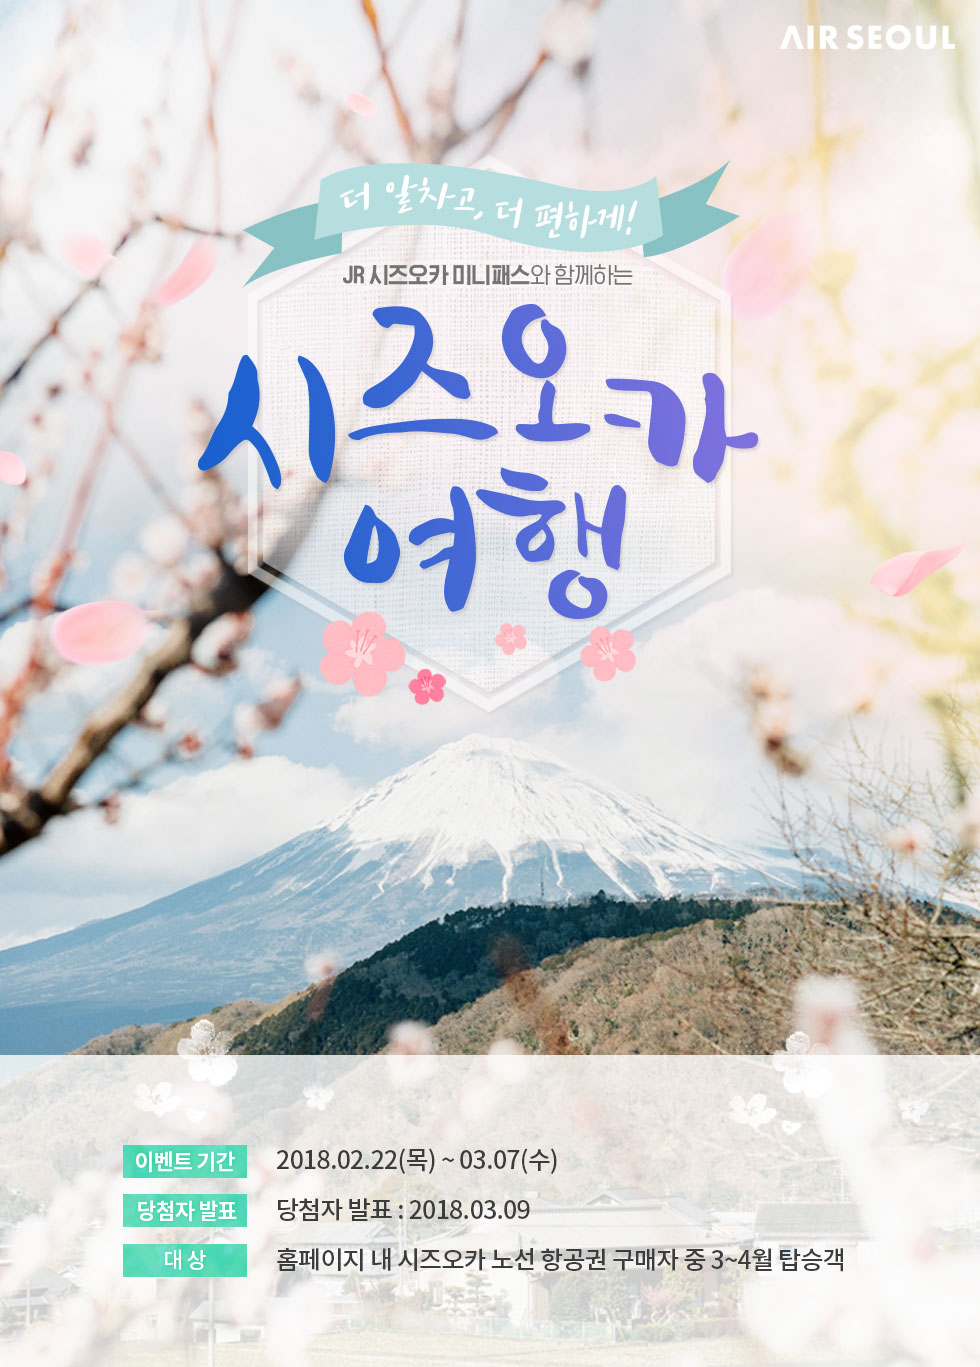 AIR SEOUL
더 알차고, 더 편하게!
JR 시즈오카 미니패스와 함께하는
시즈오카
여행
이벤트 기간 2018.02.22(목) ~ 03.07(수)
당첨자 발표 당첨자 발표 : 2018.03.09
대 상 홈페이지 내 시즈오카 노선 항공권 구매자 중 3~4월 탑승객